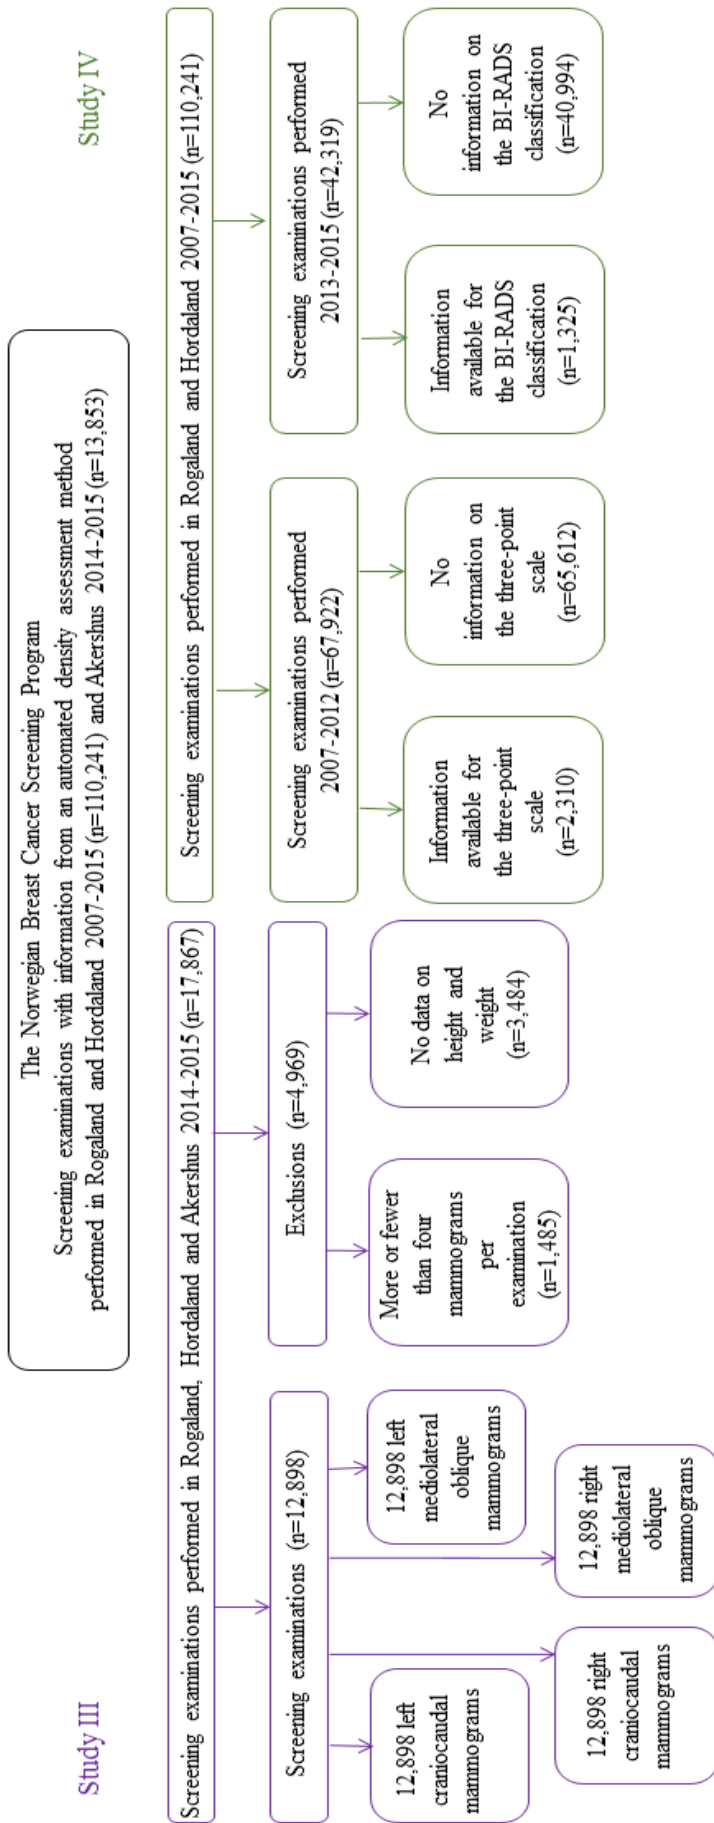 The Norwegian Breast Cancer Screening Program
Screening examinations with information from an automated density assessment method
performed in Rogaland and Hordaland 2007-2015 (n=110,241) and Akershus 2014-2015 (n=13,853)
Study III
Screening examinations performed in Rogaland, Hordaland and Akershus 2014-2015 (n=17,867)
Screening examinations (n=12,898)
12,898 left
craniocaudal
mammograms
12,898 right
craniocaudal
mammograms
12,898 right
mediolateral
oblique
mammograms
12,898 left
mediolateral
oblique
mammograms
Exclusions (n=4,969)
More or fewer
than four
mammograms
per
examination
(n=1,485)
No data on
height and
weight
(n=3,484)
Study IV
Screening examinations performed in Rogaland and Hordaland 2007-2015 (n=110,241)
Screening examinations performed
2007-2012 (n=67,922)
Information
available for
the three-point
scale
(n=2,310)
No
information on
the three-point
scale
(n=65,612)
Screening examinations performed
2013-2015 (n=42,319)
Information
available for
the BI-RADS
classification
(n=1,325)
No
information on
the BI-RADS
classification
(n=40,994)